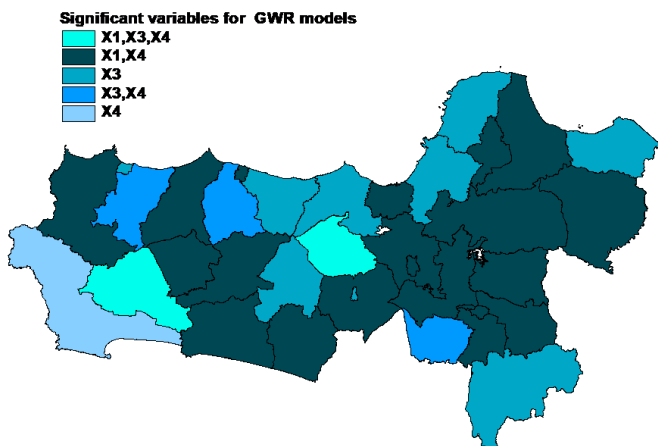 Significant variables for GWR models
X1,X3,X4
X1,X4
X3
X3,X4
X4